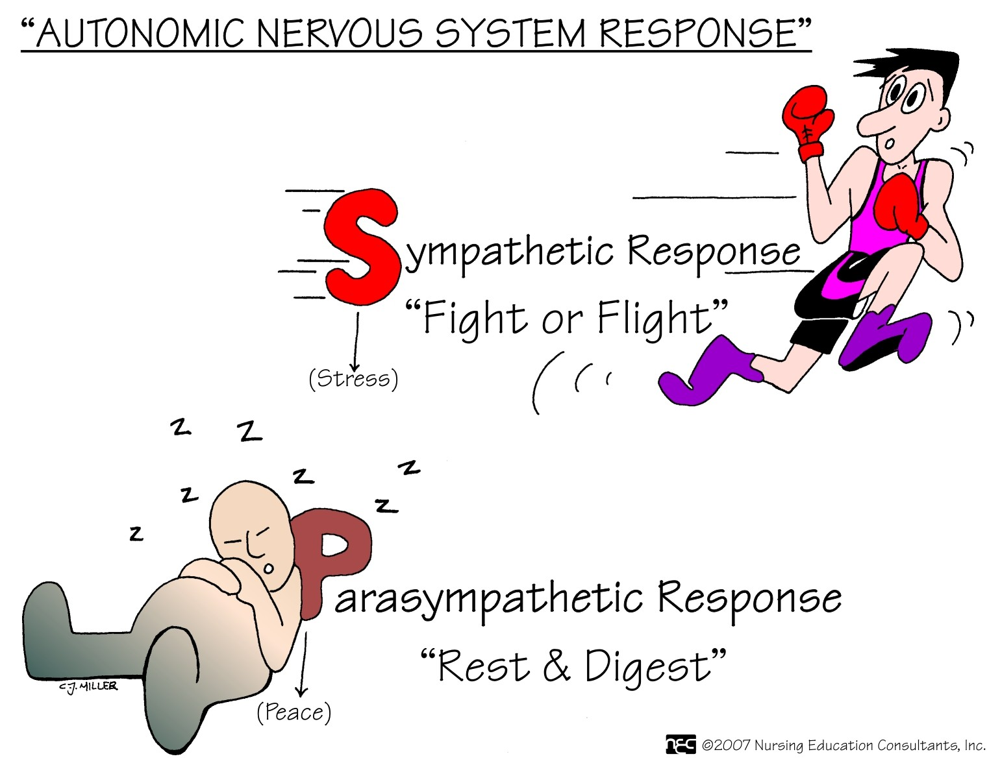 “AUTONOMIC NERVOUS SYSTEM RESPONSE”
Sympathetic Response
“Fight or Flight”
(Stress)
z z
z z
z z
z
Parasympathetic Response
“Rest & Digest”
C.J. MILLER
(Peace)
nec ©2007 Nursing Education Consultants, Inc.